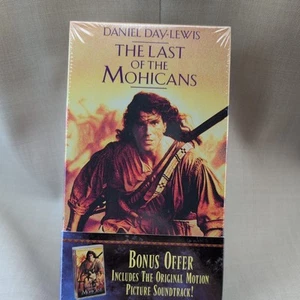 DANIEL DAY-LEWIS
THE LAST
OF THE
MOHICANS
BONUS OFFER
INCLUDES THE ORIGINAL MOTION
PICTURE SOUNDTRACK!